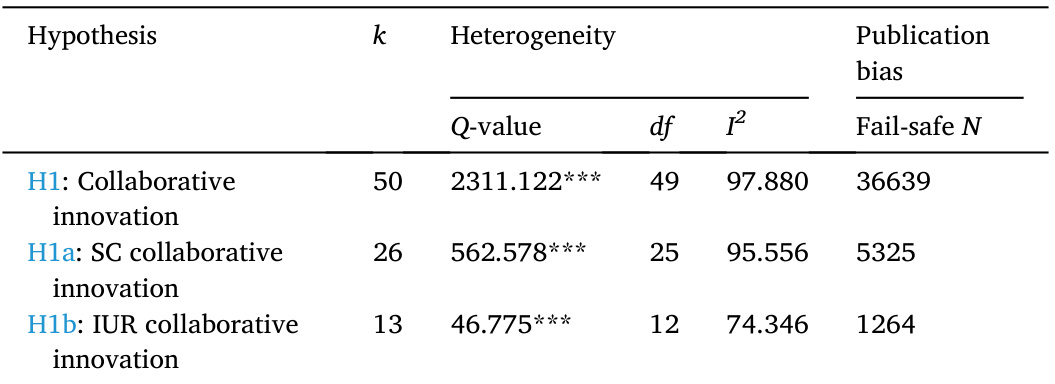 Hypothesis k Heterogeneity Publication
bias
Q-value df I² Fail-safe N
H1: Collaborative 50 2311.122*** 49 97.880 36639
innovation
H1a: SC collaborative 26 562.578*** 25 95.556 5325
innovation
H1b: IUR collaborative 13 46.775*** 12 74.346 1264
innovation